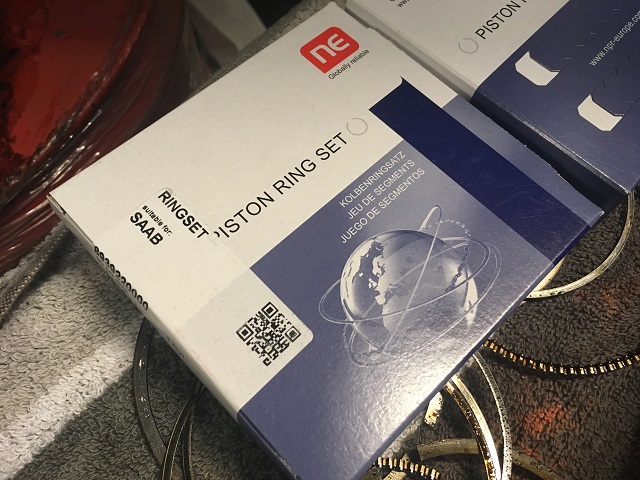 NE
Globally reliable
PISTON RING SET
KOLBENRINGSATZ
JEU DE SEGMENTS
JUEGO DE SEGMENTOS
RINGSET
suitable for:
SAAB
PISTON
www.npr-europe.com